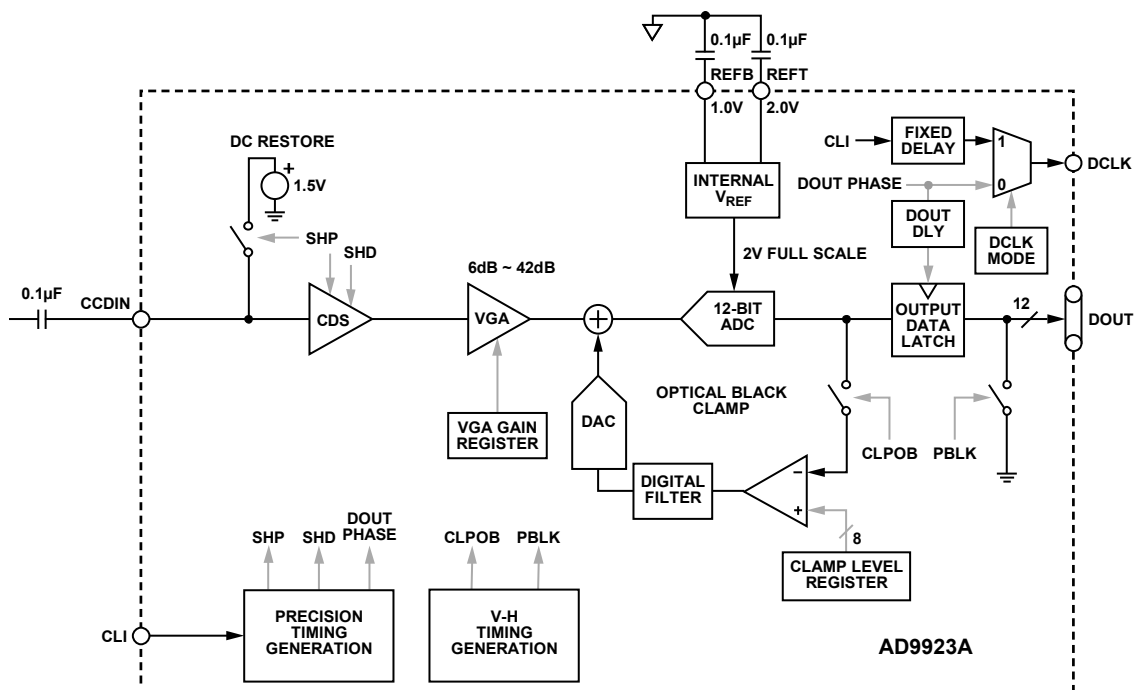 0.1µF 0.1µF
REFB REFT
1.0V 2.0V
DC RESTORE
+
1.5V
CLI
FIXED
DELAY
1
0
DCLK
DOUT PHASE
INTERNAL
VREF
DOUT
DLY
DCLK
MODE
SHP
SHD
2V FULL SCALE
6dB ~ 42dB
0.1µF
CCDIN
CDS
VGA
+
12-BIT
ADC
OUTPUT
DATA
LATCH
12
DOUT
VGA GAIN
REGISTER
DAC
OPTICAL BLACK
CLAMP
CLPOB
PBLK
DIGITAL
FILTER
–
+
8
CLAMP LEVEL
REGISTER
SHP
SHD
DOUT
PHASE
CLPOB
PBLK
CLI
PRECISION
TIMING
GENERATION
V-H
TIMING
GENERATION
AD9923A